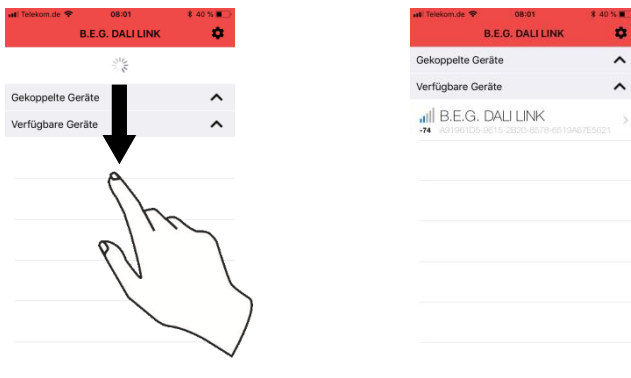 Telekom.de 08:01 40 %
B.E.G. DALI LINK
Gekoppelte Geräte
Verfügbare Geräte
Telekom.de 08:01 40 %
B.E.G. DALI LINK
Gekoppelte Geräte
Verfügbare Geräte
B.E.G. DALI LINK
-74 A91961D5-9615-2B20-8578-6519A67E5621